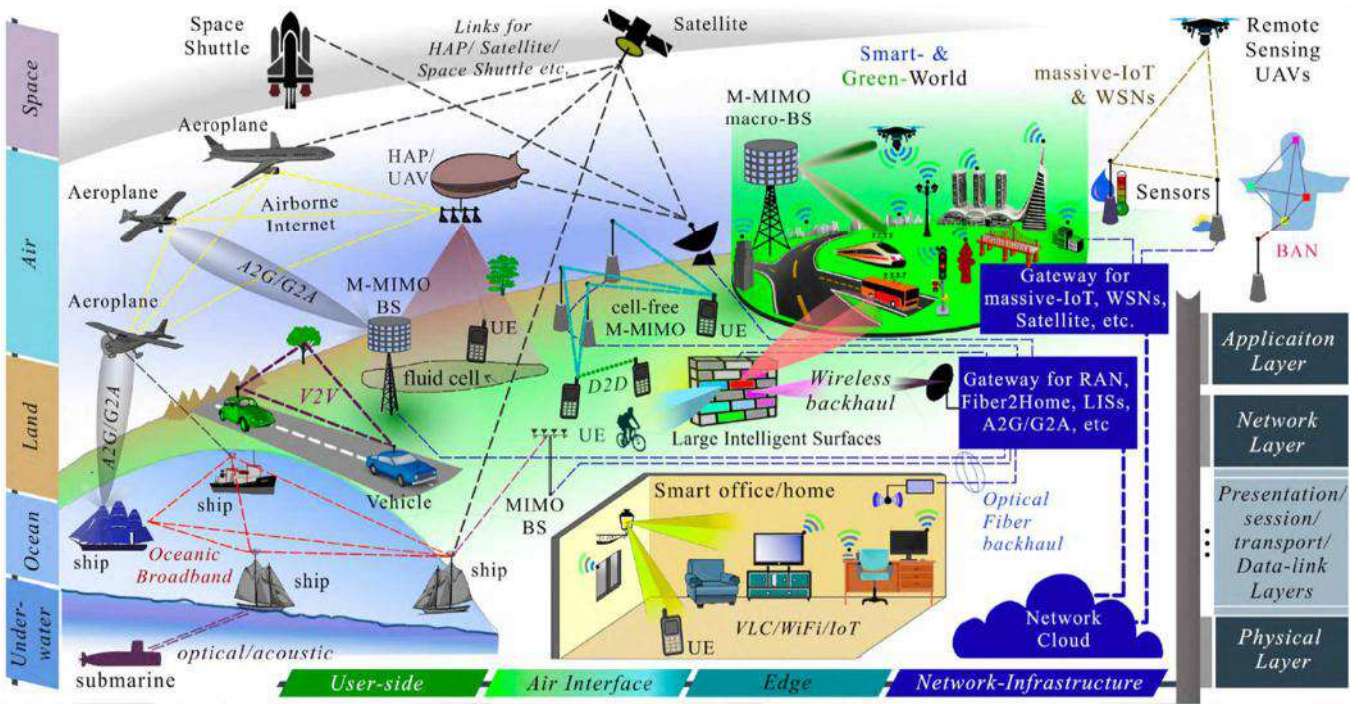 Space
Air
Land
Ocean
Under-
water
Space
Shuttle
Links for
HAP/ Satellite/
Space Shuttle etc.
Satellite
Smart- &
Green-World
massive-IoT
& WSNs
Remote
Sensing
UAVs
M-MIMO
macro-BS
Aeroplane
HAP/
UAV
Aeroplane
Airborne
Internet
Sensors
BAN
A2G/G2A
M-MIMO
BS
UE
cell-free
M-MIMO
UE
Gateway for
massive-IoT, WSNs,
Satellite, etc.
Aeroplane
fluid cell
V2V
D2D
Wireless
backhaul
Gateway for RAN,
Fiber2Home, LISs,
A2G/G2A, etc
A2G/G2A
UE
Large Intelligent Surfaces
Vehicle
ship
MIMO
BS
Smart office/home
Optical
Fiber
backhaul
ship
Oceanic
Broadband
ship
Network
Cloud
VLC/WiFi/IoT
UE
optical/acoustic
submarine
Applicaiton
Layer
Network
Layer
Presentation/
session/
transport/
Data-link
Layers
Physical
Layer
User-side
Air Interface
Edge
Network-Infrastructure